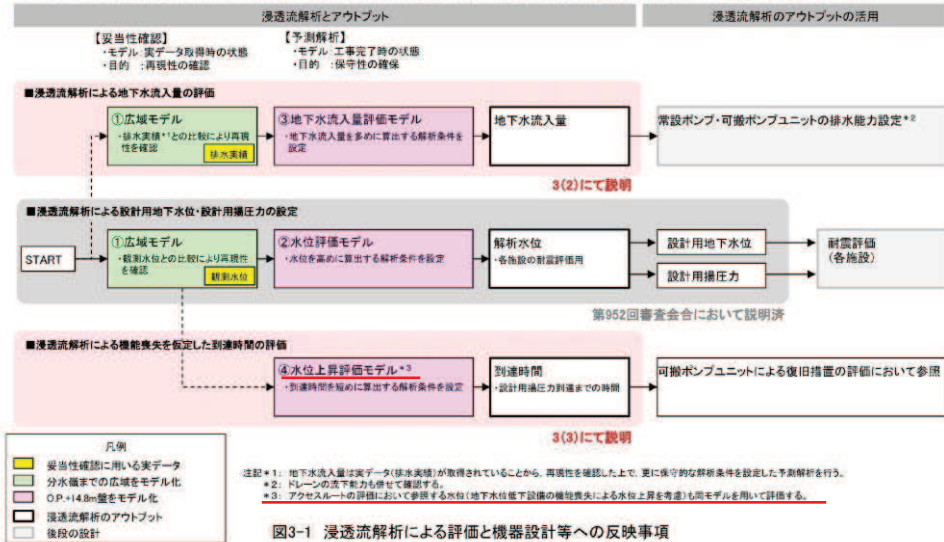 浸透流解析とアウトプット
浸透流解析のアウトプットの活用
【妥当性確認】
・モデル:実データ取得時の状態
・目的 :再現性の確認
【予測解析】
・モデル:工事完了時の状態
・目的 :保守性の確保
■浸透流解析による地下水流入量の評価
①広域モデル
・排水実績*1との比較により再現
性を確認
排水実績
③地下水流入量評価モデル
・地下水流入量を多めに算出する解析条件を
設定
地下水流入量
常設ポンプ・可搬ポンプユニットの排水能力設定*2
3(2)にて説明
■浸透流解析による設計用地下水位・設計用揚圧力の設定
START
①広域モデル
・観測水位との比較により再現性
を確認
観測水位
②水位評価モデル
・水位を高めに算出する解析条件を設定
解析水位
・各施設の耐震評価用
設計用地下水位
設計用揚圧力
耐震評価
(各施設)
第952回審査会合において説明済
■浸透流解析による機能喪失を仮定した到達時間の評価
④水位上昇評価モデル*3
・到達時間を短めに算出する解析条件を設定
到達時間
・設計用揚圧力到達までの時間
可搬ポンプユニットによる復旧措置の評価において参照
3(3)にて説明
凡例
妥当性確認に用いる実データ
分水嶺までの広域をモデル化
O.P.+14.8m盤をモデル化
浸透流解析のアウトプット
後段の設計
注記*1: 地下水流入量は実データ(排水実績)が取得されていることから、再現性を確認した上で、更に保守的な解析条件を設定した予測解析を行う。
*2: ドレーンの流下能力も併せて確認する。
*3: アクセスルートの評価において参照する水位(地下水位低下設備の機能喪失による水位上昇を考慮)も同モデルを用いて評価する。
図3-1 浸透流解析による評価と機器設計等への反映事項